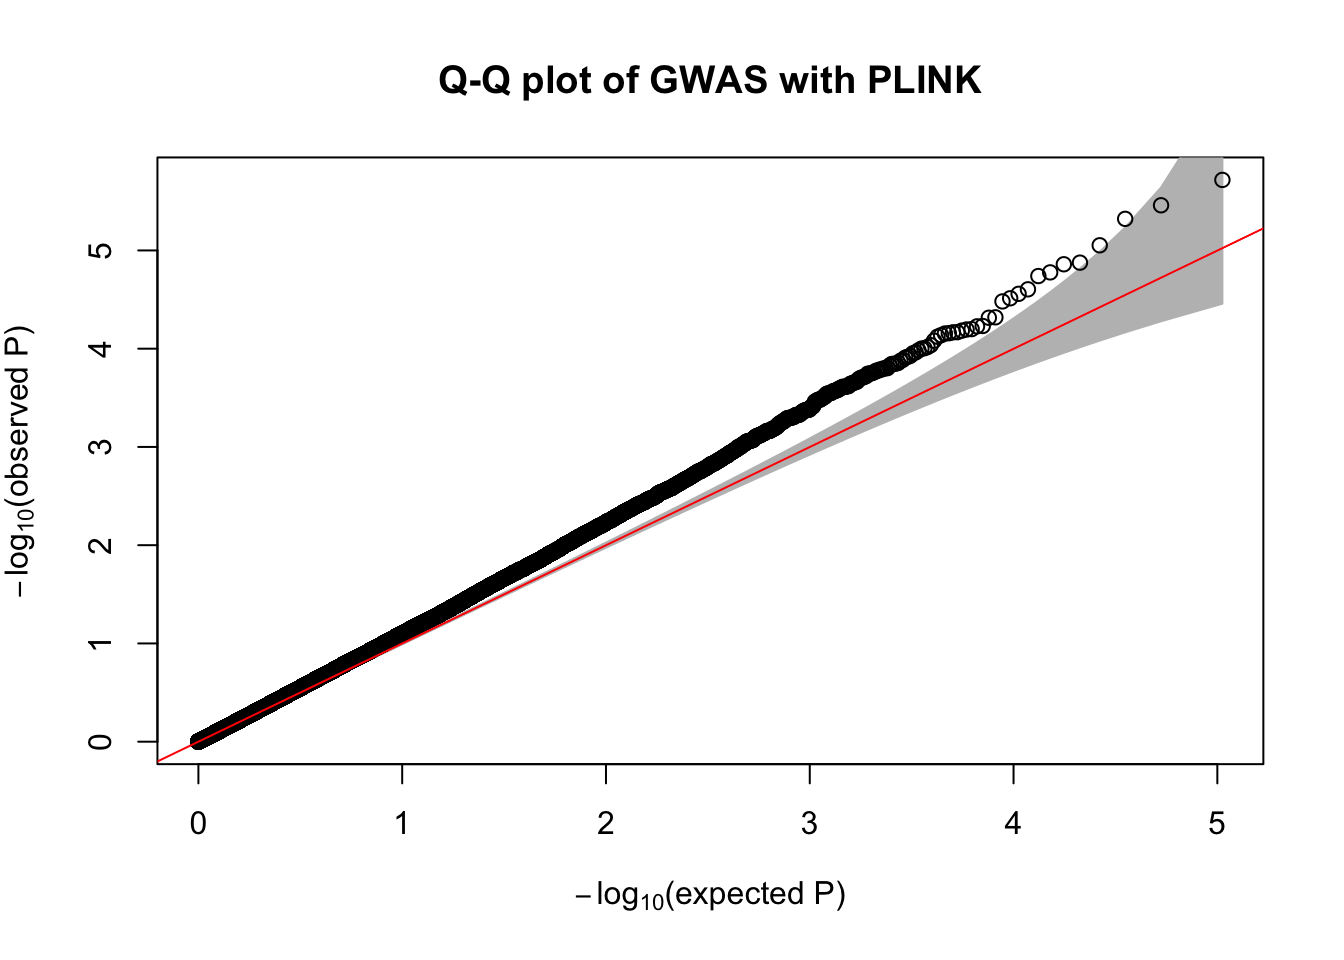 Q-Q plot of GWAS with PLINK
−log10(observed P)
5
4
3
2
1
0
0 1 2 3 4 5
−log10(expected P)